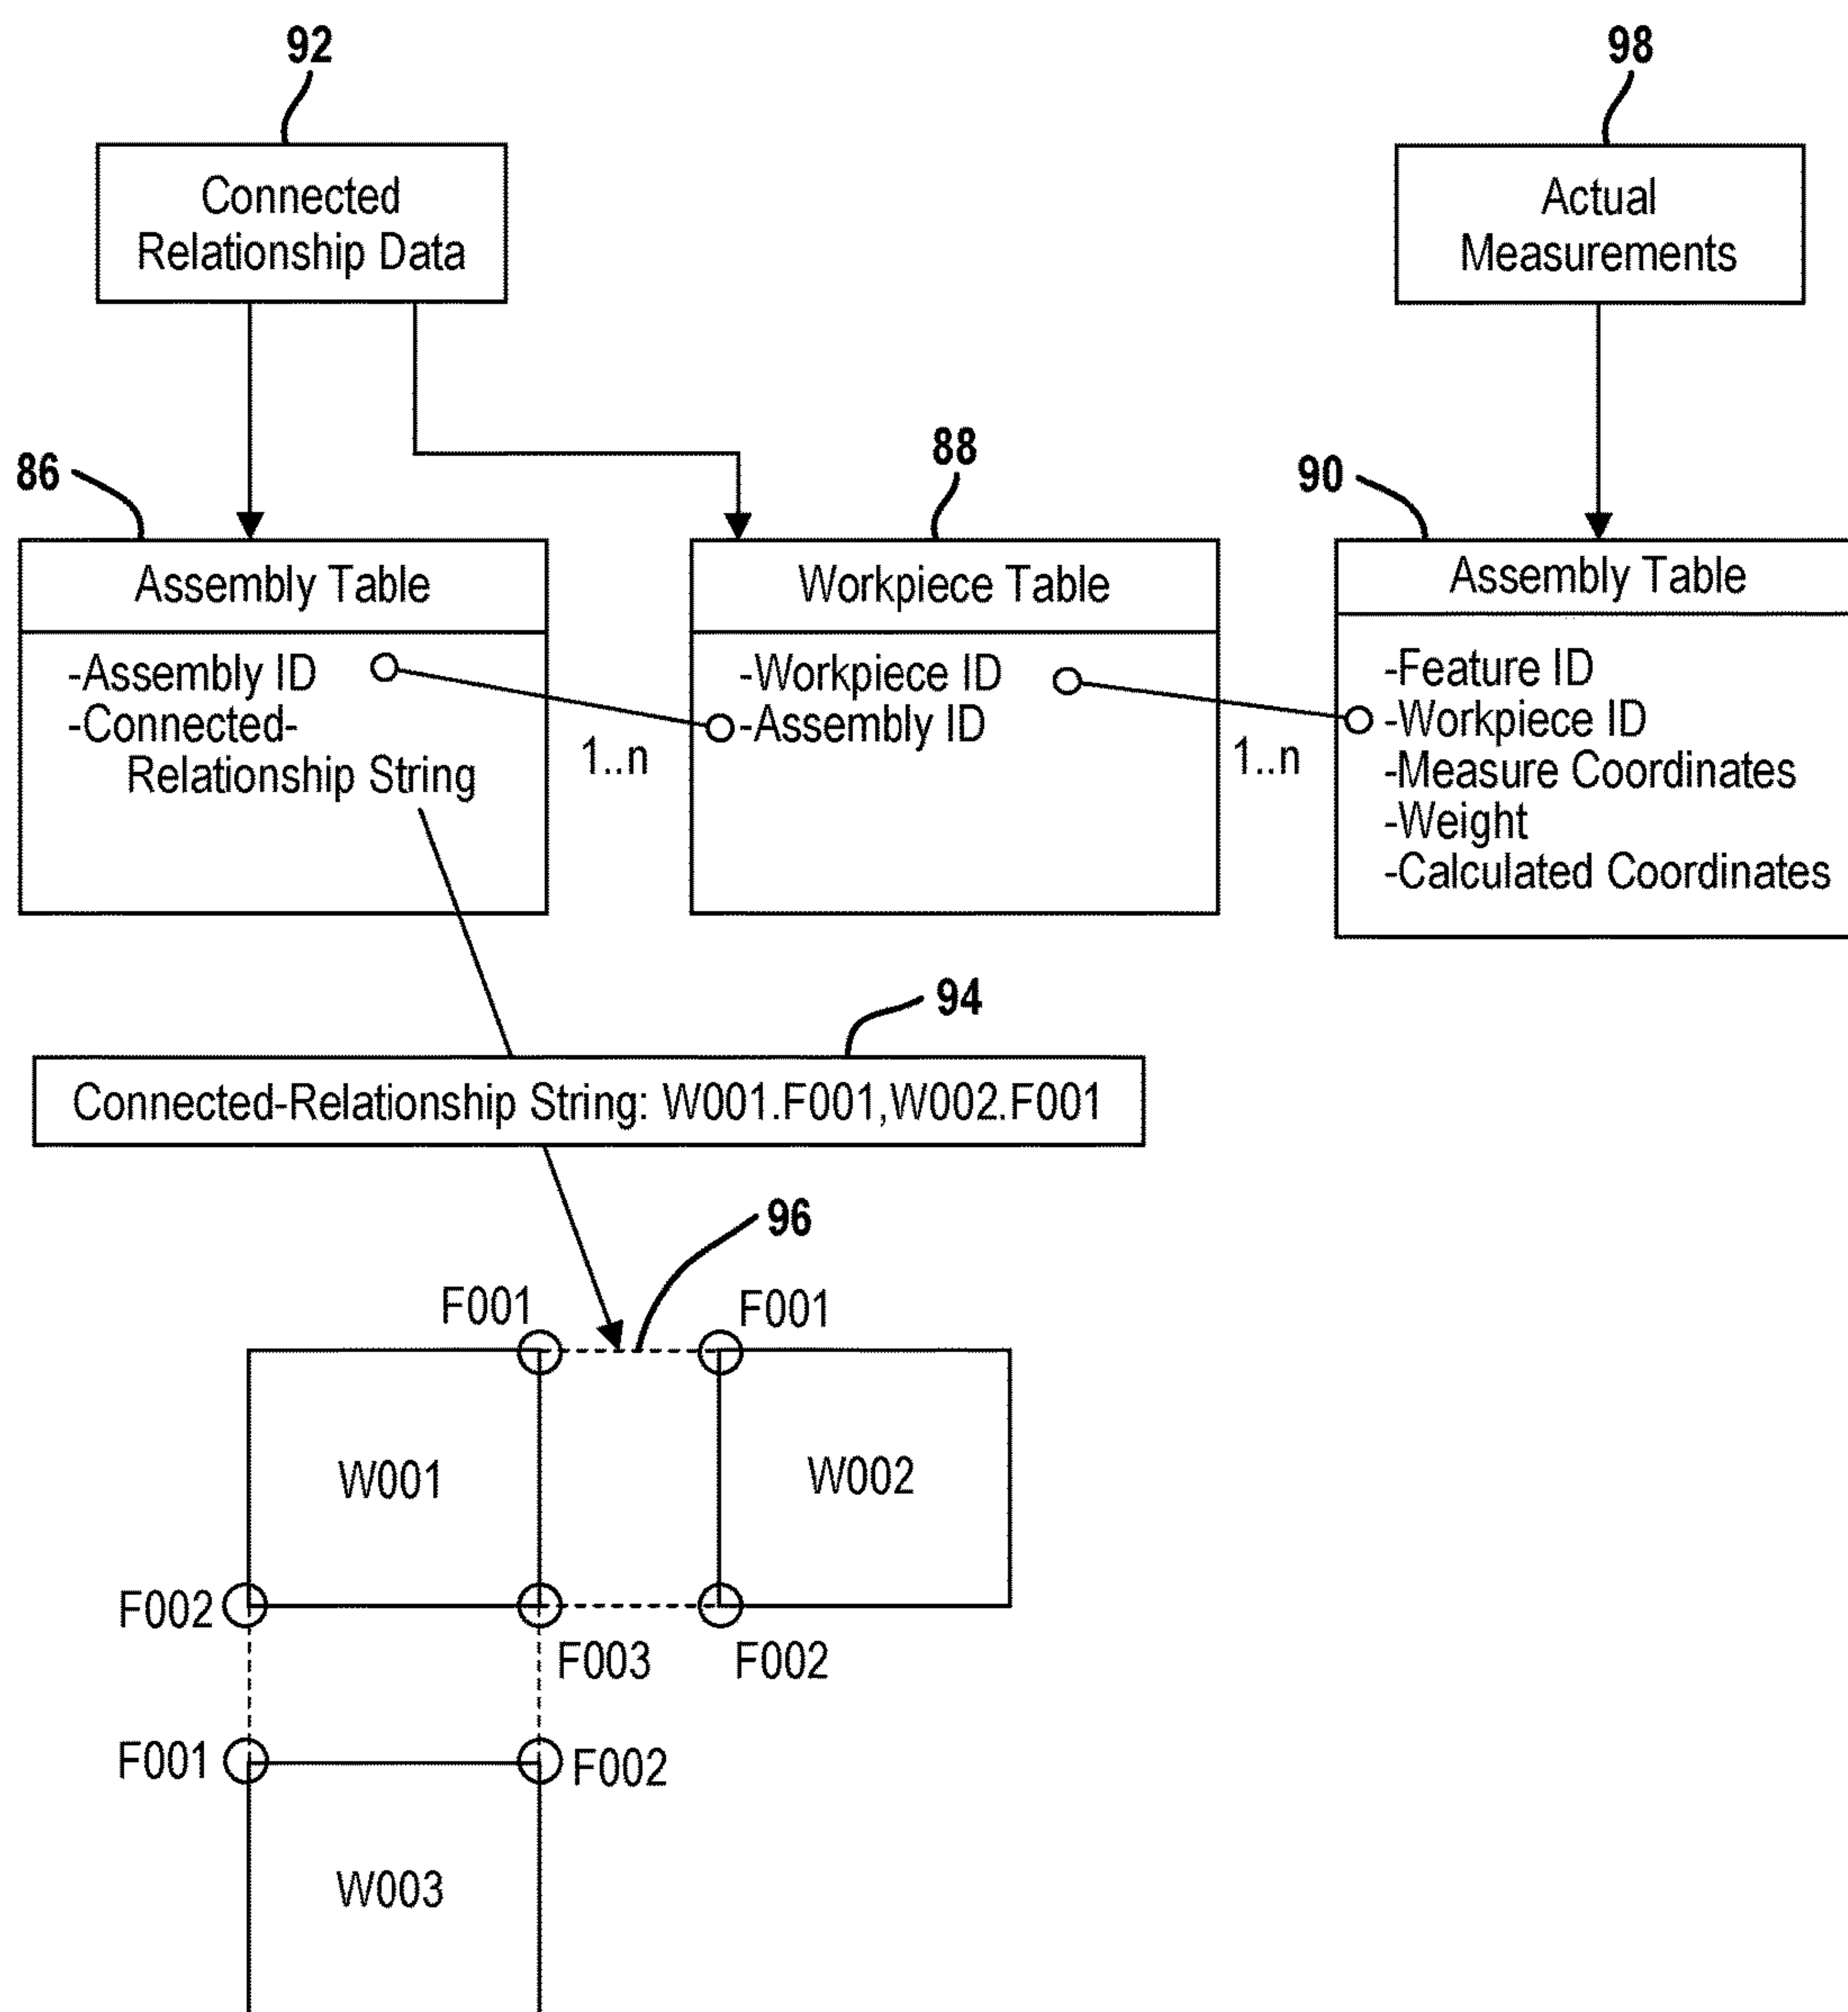 92
98
Connected
Relationship Data
Actual
Measurements
86
88
90
Assembly Table
-Assembly ID
-Connected-
Relationship String
1..n
Workpiece Table
-Workpiece ID
-Assembly ID
1..n
Assembly Table
-Feature ID
-Workpiece ID
-Measure Coordinates
-Weight
-Calculated Coordinates
94
Connected-Relationship String: W001.F001,W002.F001
96
F001
F001
W001
W002
F002
F003
F002
F001
F002
W003